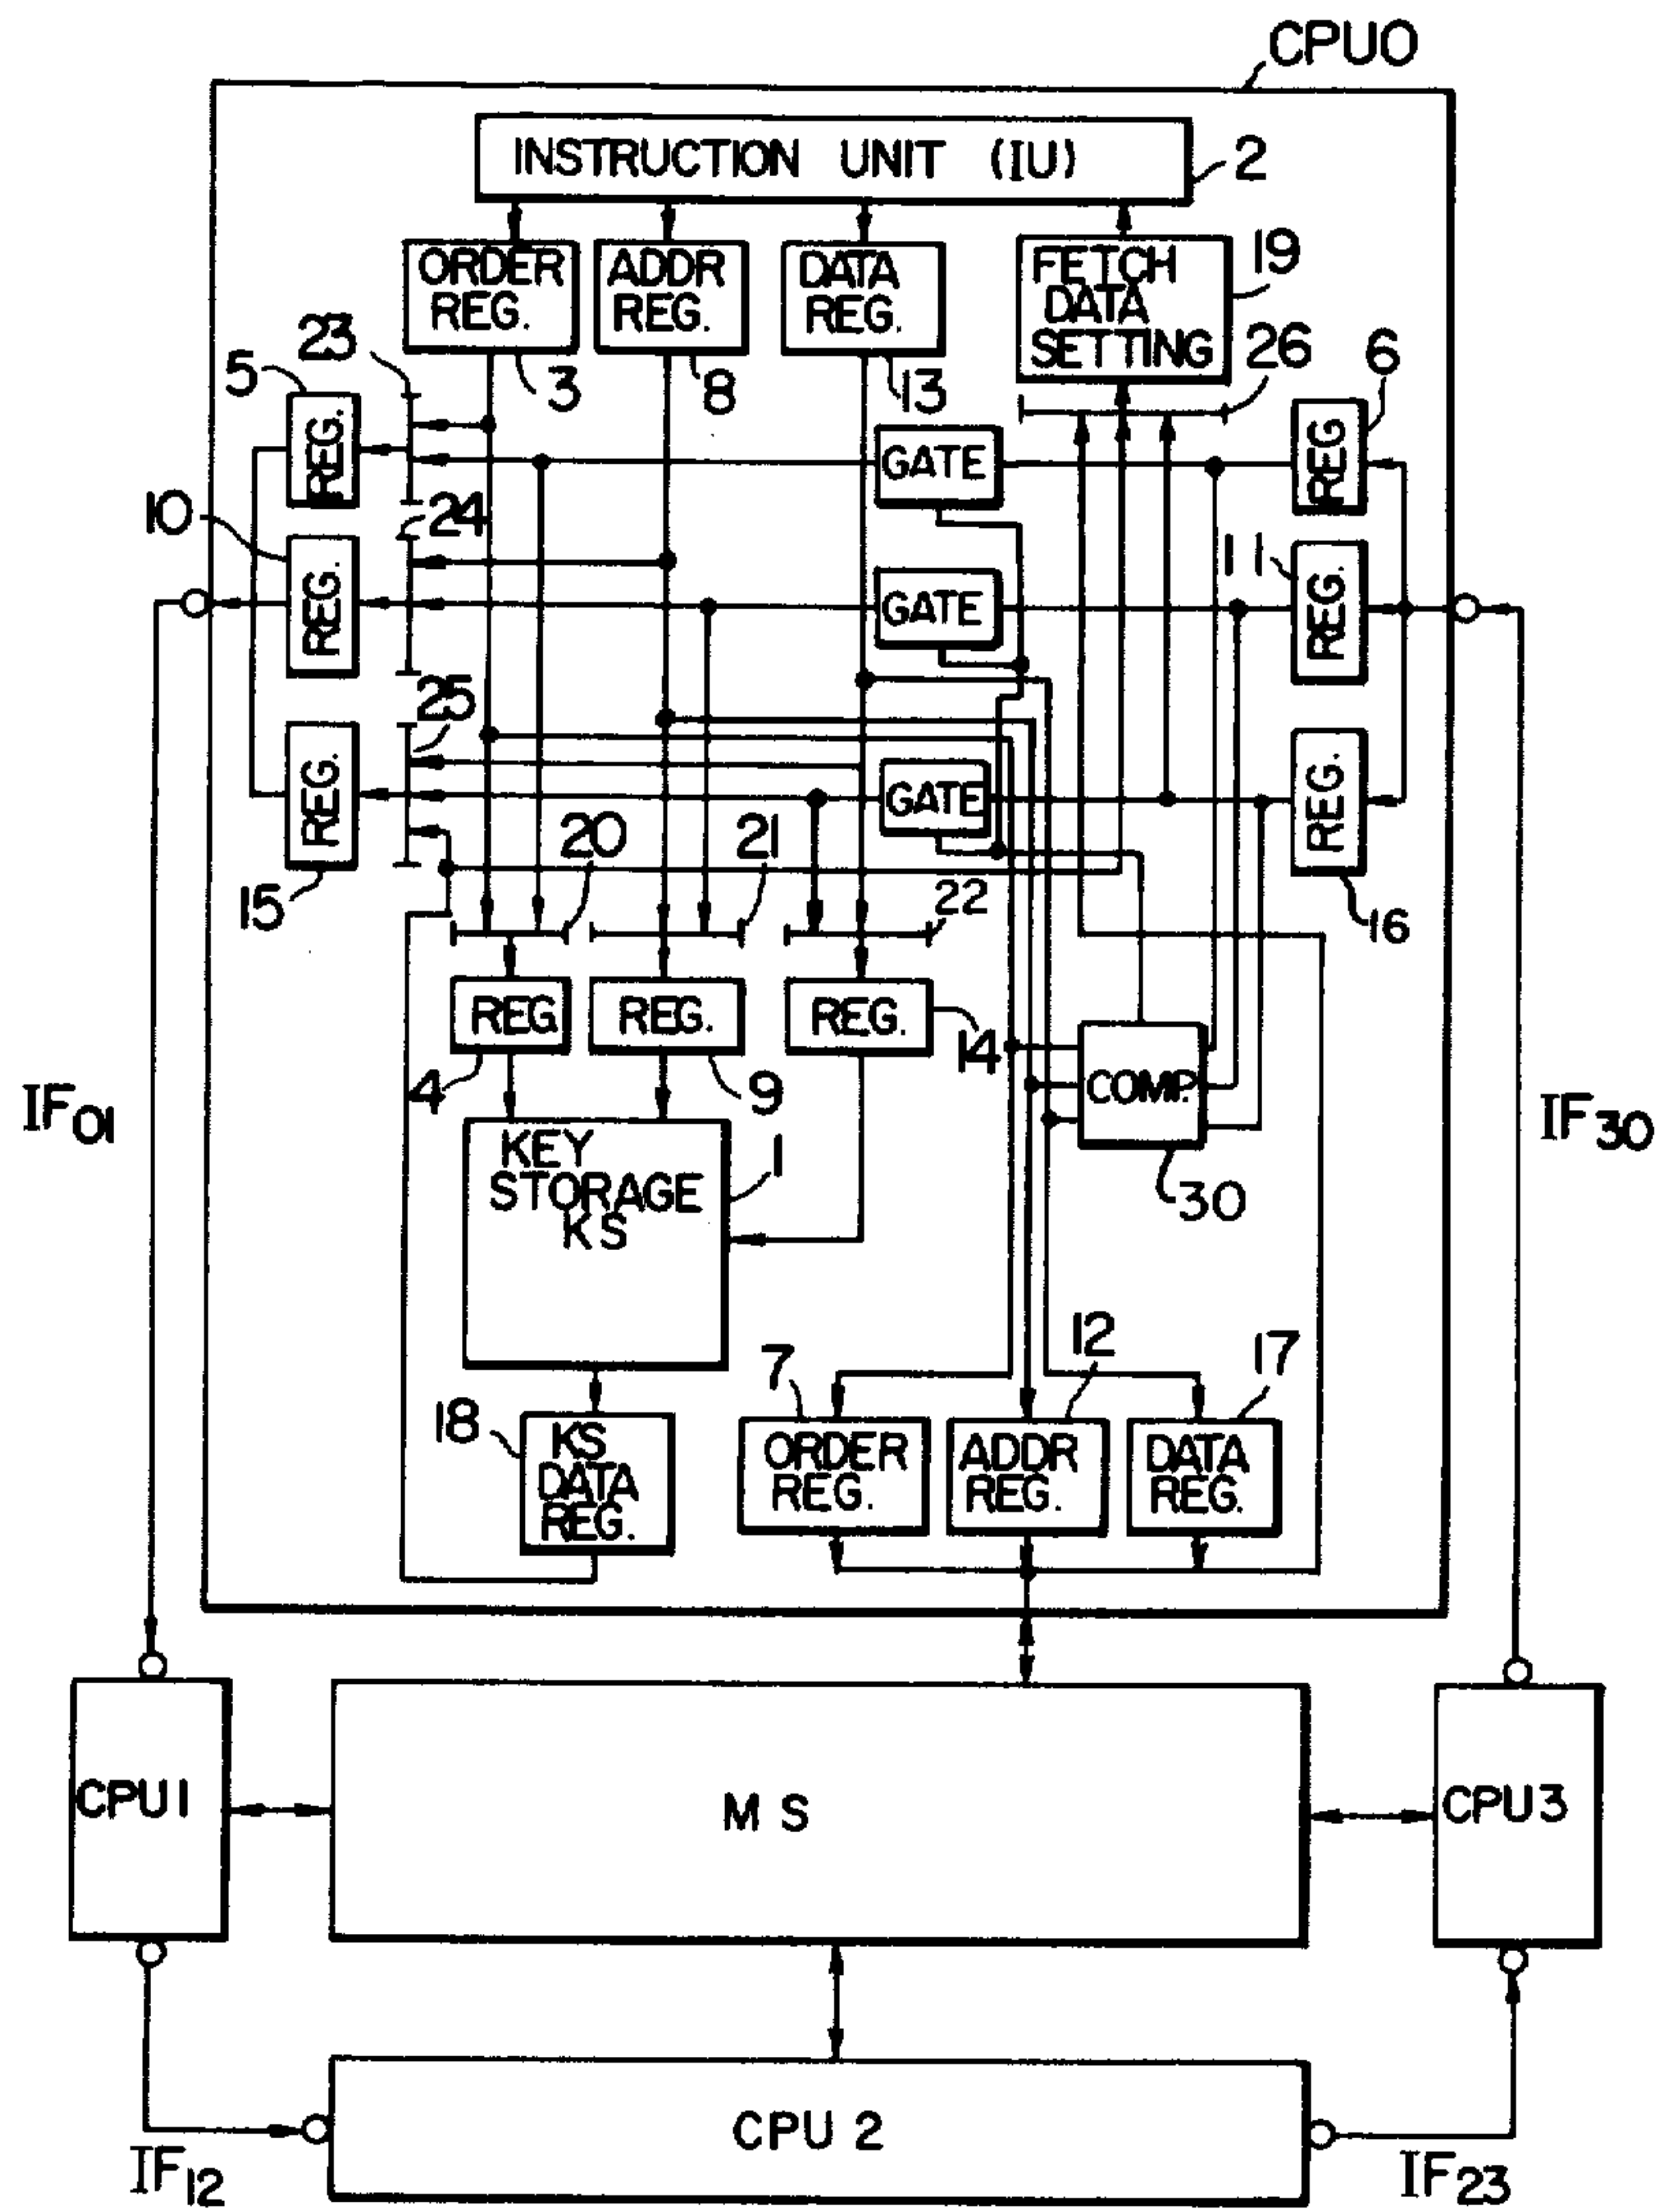 CPU0
INSTRUCTION UNIT (IU)
2
ORDER
REG.
ADDR
REG.
DATA
REG.
FETCH
DATA
SETTING
19
23
5
3
8
13
26
6
REG.
GATE
REG
10
24
11
REG.
GATE
REG.
25
REG.
GATE
REG.
15
20
21
22
16
REG
REG.
REG.
4
9
14
COMP.
30
IF01
IF30
KEY
STORAGE
KS
1
7
12
17
18
KS
DATA
REG.
ORDER
REG.
ADDR
REG.
DATA
REG.
CPU1
MS
CPU3
CPU2
IF12
IF23